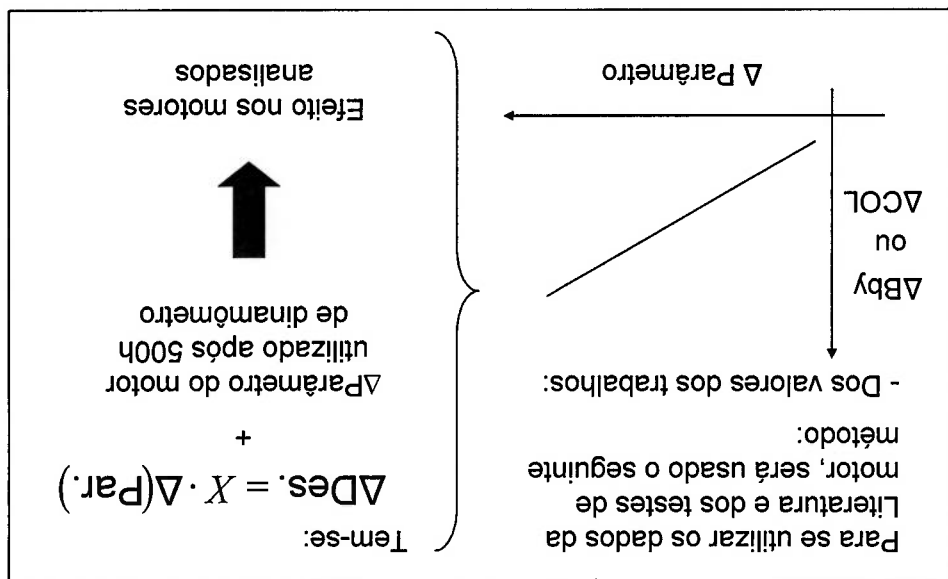 Para se utilizar os dados da
Literatura e dos testes de
motor, será usado o seguinte
método:
- Dos valores dos trabalhos:
ΔBby
ou
ΔCOL
Δ Parâmetro
Tem-se:
ΔDes. = X · Δ(Par.)
+
ΔParâmetro do motor
utilizado após 500h
de dinamômetro
Efeito nos motores
analisados